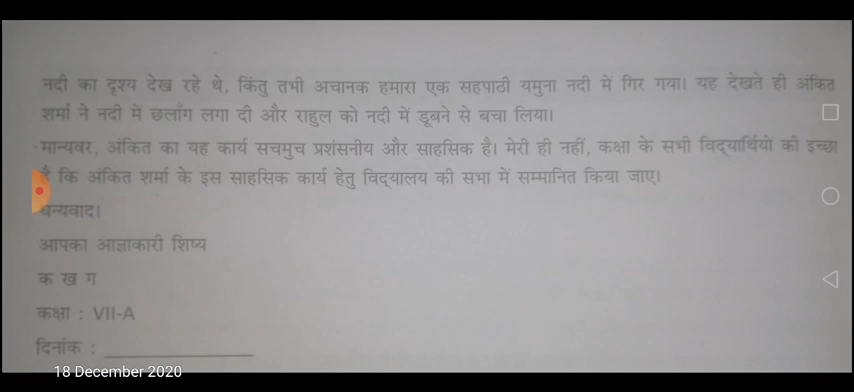 नदी का दृश्य देख रहे थे, किंतु तभी अचानक हमारा एक सहपाठी यमुना नदी में गिर गया। यह देखते ही अंकित
शर्मा ने नदी में छलाँग लगा दी और राहुल को नदी में डूबने से बचा लिया।
मान्यवर, अंकित का यह कार्य सचमुच प्रशंसनीय और साहसिक है। मेरी ही नहीं, कक्षा के सभी विद्यार्थियों की इच्छा
है कि अंकित शर्मा के इस साहसिक कार्य हेतु विद्यालय की सभा में सम्मानित किया जाए।
धन्यवाद।
आपका आज्ञाकारी शिष्य
क ख ग
कक्षा : VII-A
दिनांक : _______________
18 December 2020